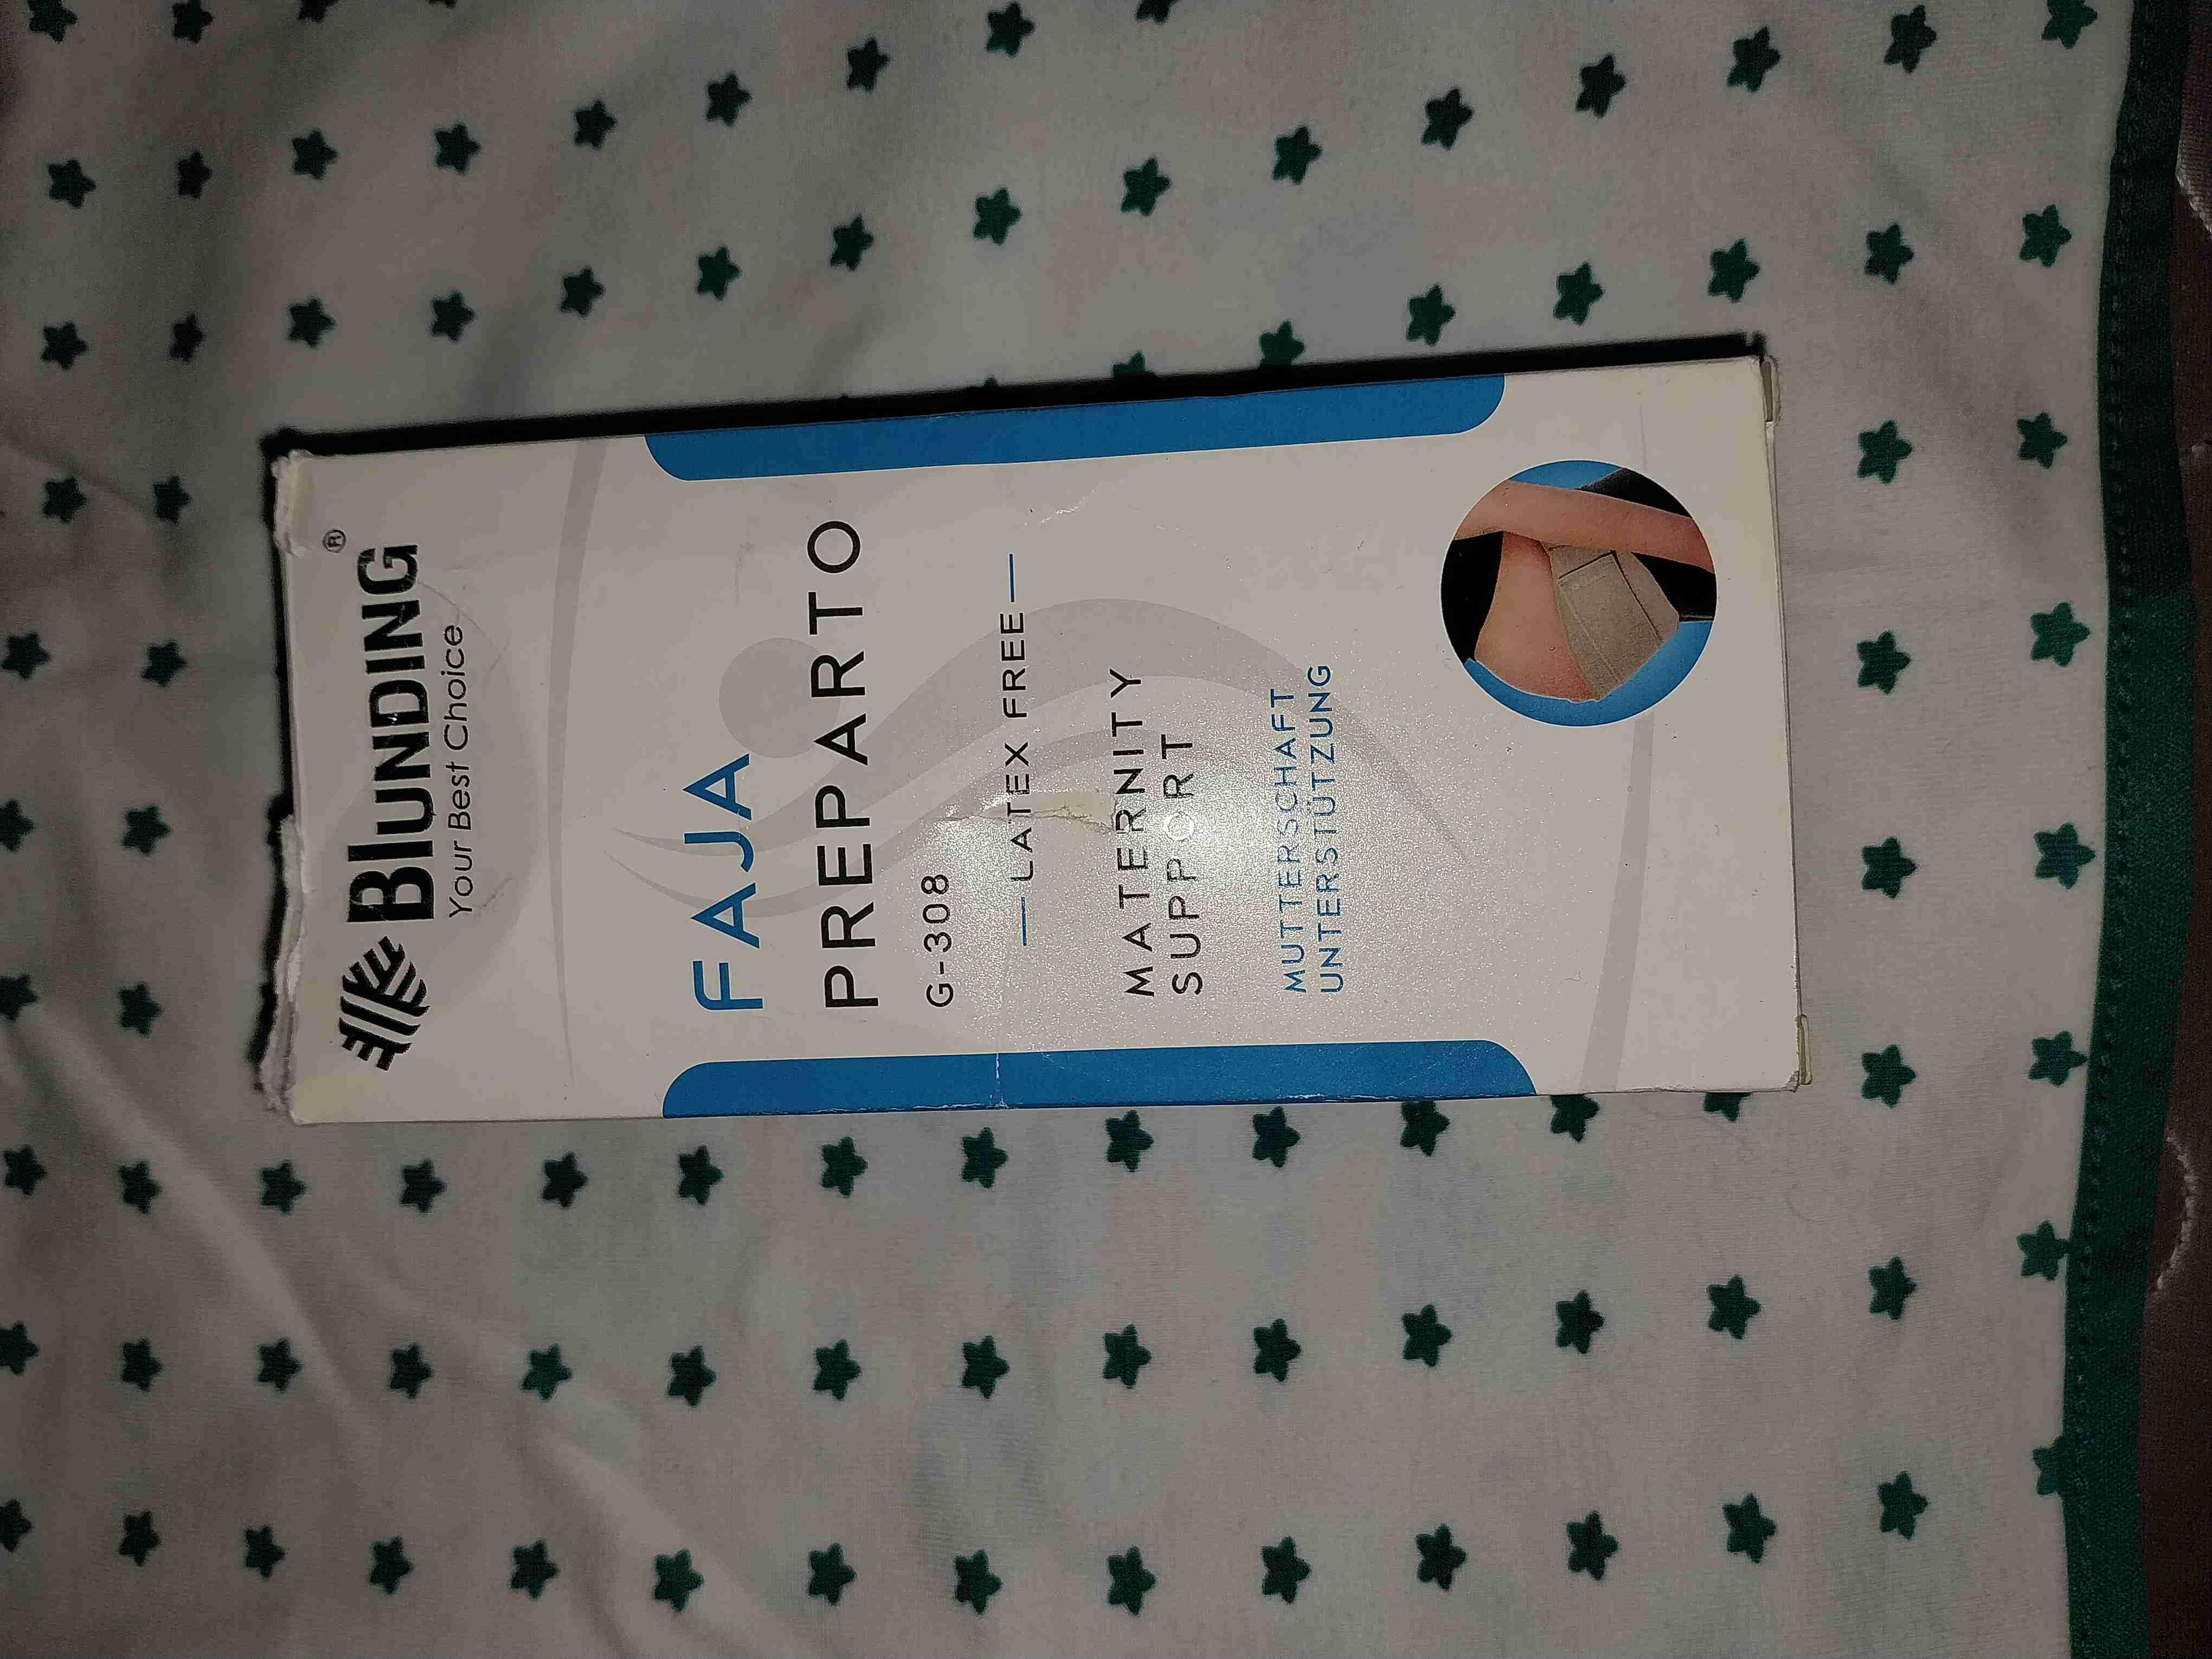 BlUNDING®
Your Best Choice
FAJA
PREPARTO
G-308
LATEX FREE
MATERNITY
SUPPORT
MUTTERSCHAFT
UNTERSTÜTZUNG